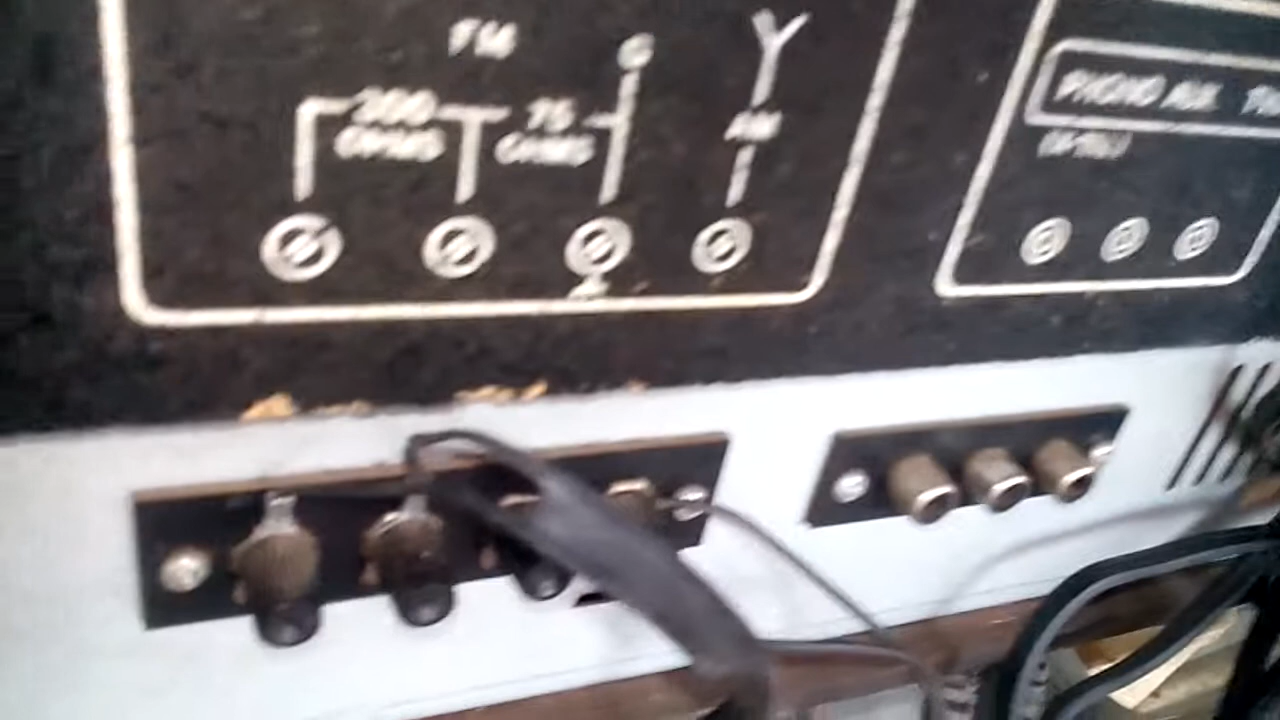 FM
G
300 75
OHMS OHMS
AM
PHONO AUX